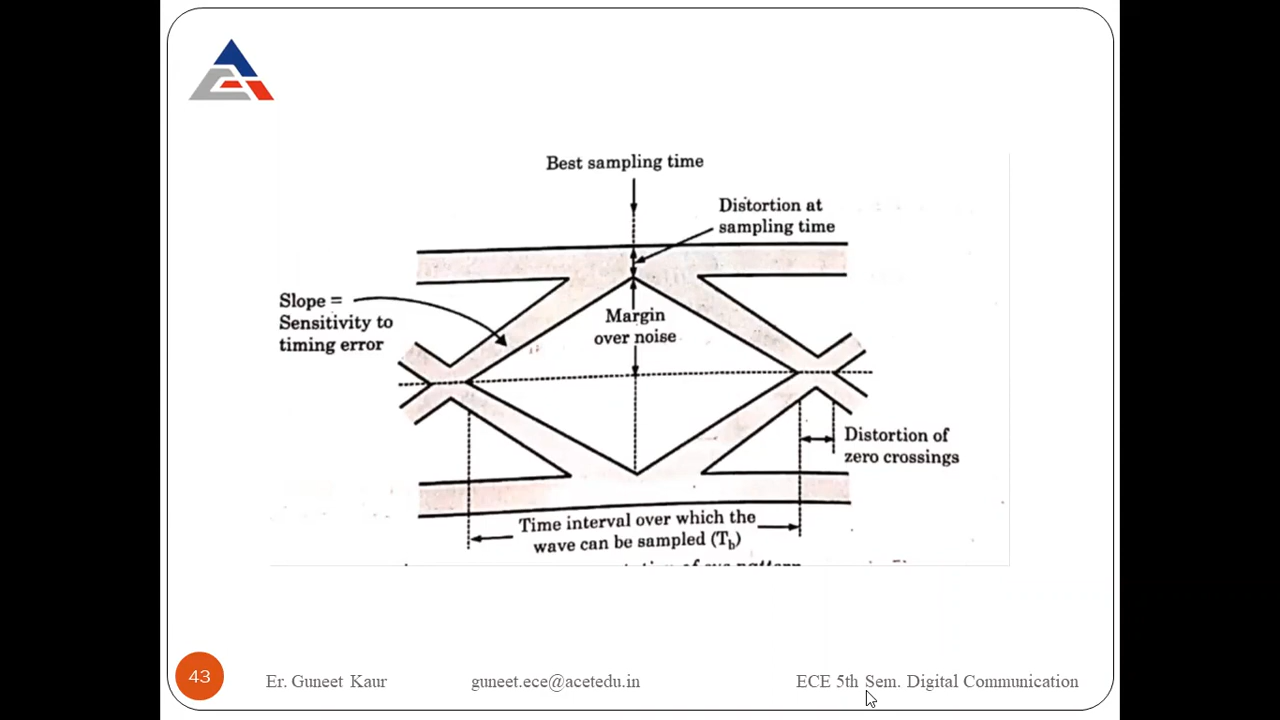 Best sampling time
Distortion at
sampling time
Slope =
Sensitivity to
timing error
Margin
over noise
Distortion of
zero crossings
Time interval over which the
wave can be sampled (Tb)
43
Er. Guneet Kaur
guneet.ece@acetedu.in
ECE 5th Sem. Digital Communication